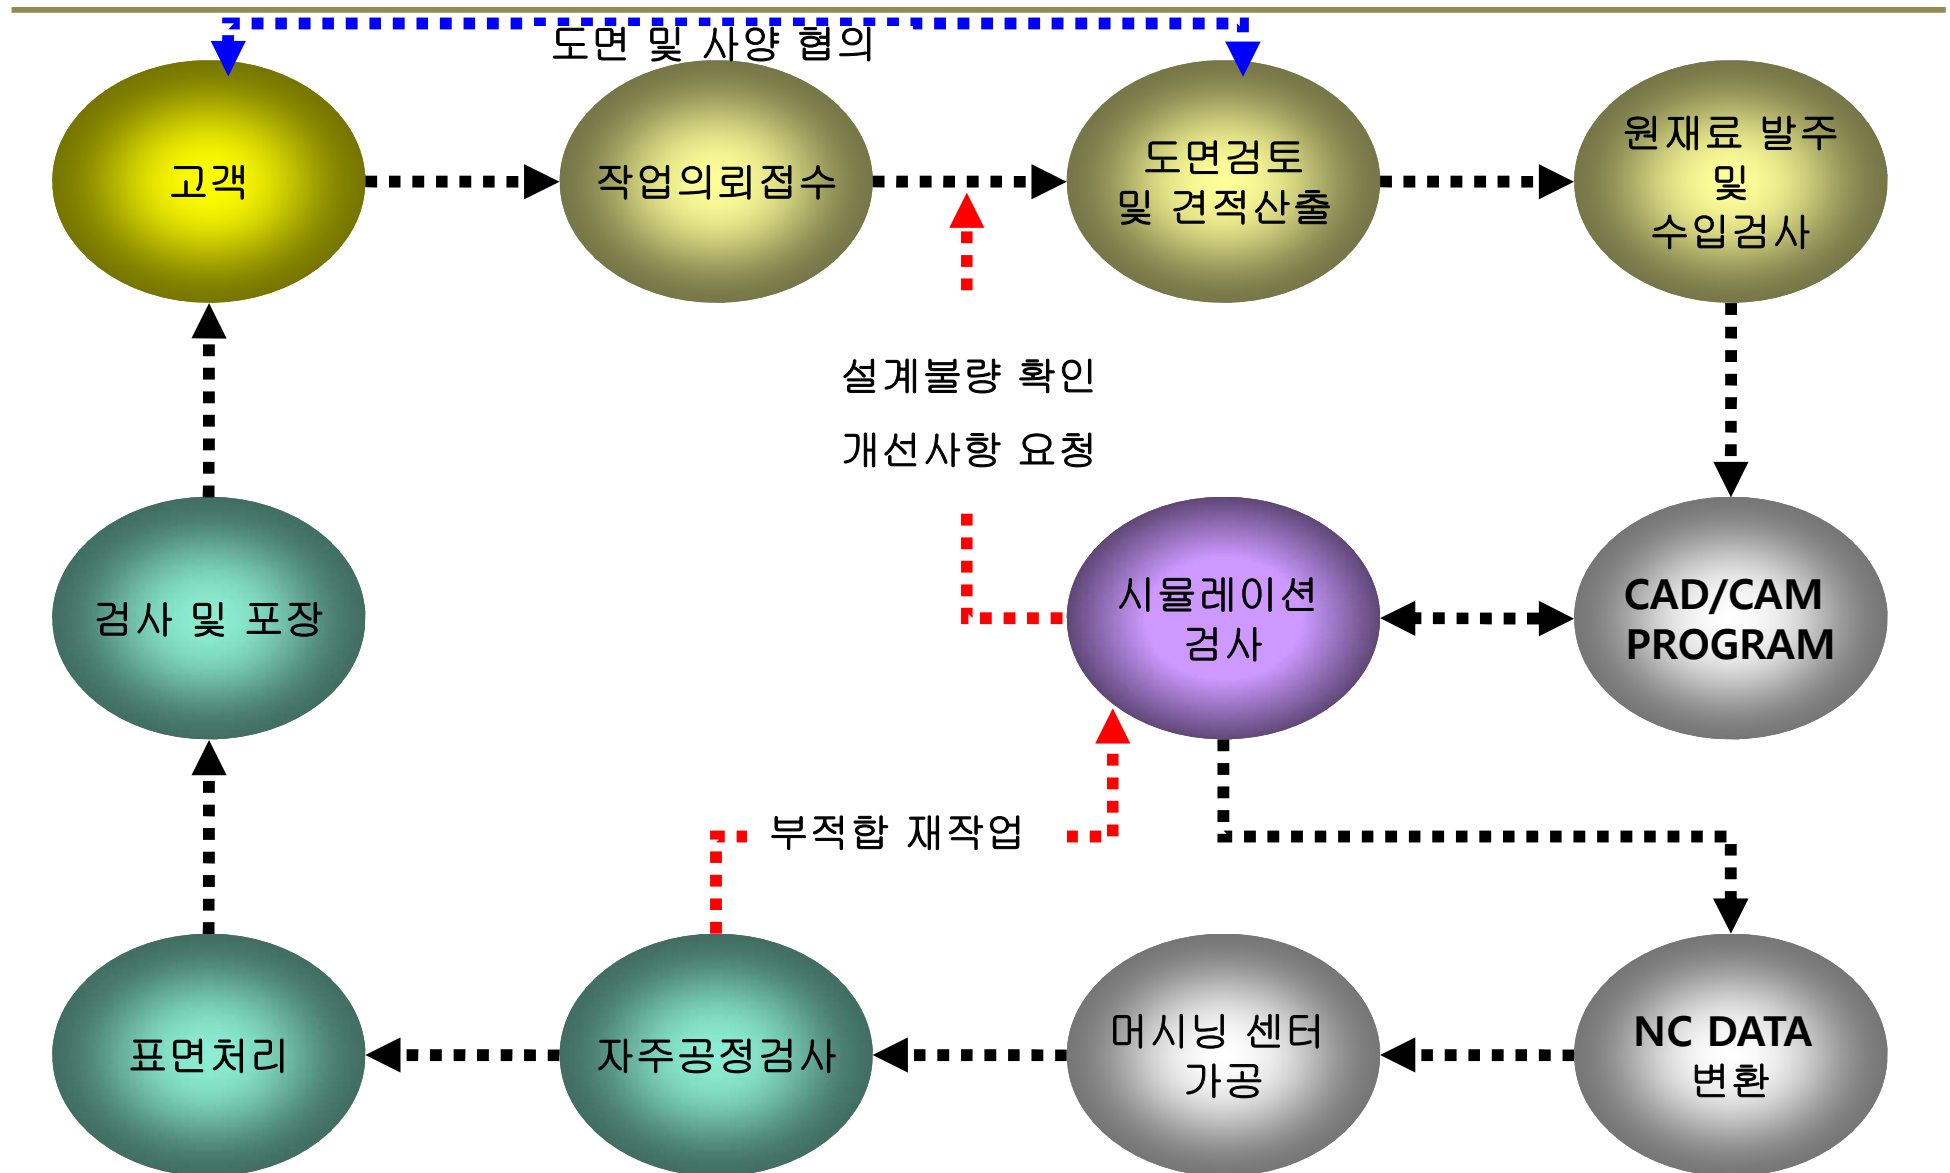 도면 및 사양 협의
고객
작업의뢰접수
도면검토
및 견적산출
원재료 발주
및
수입검사
설계불량 확인
개선사항 요청
검사 및 포장
시뮬레이션
검사
CAD/CAM
PROGRAM
부적합 재작업
표면처리
자주공정검사
머시닝 센터
가공
NC DATA
변환